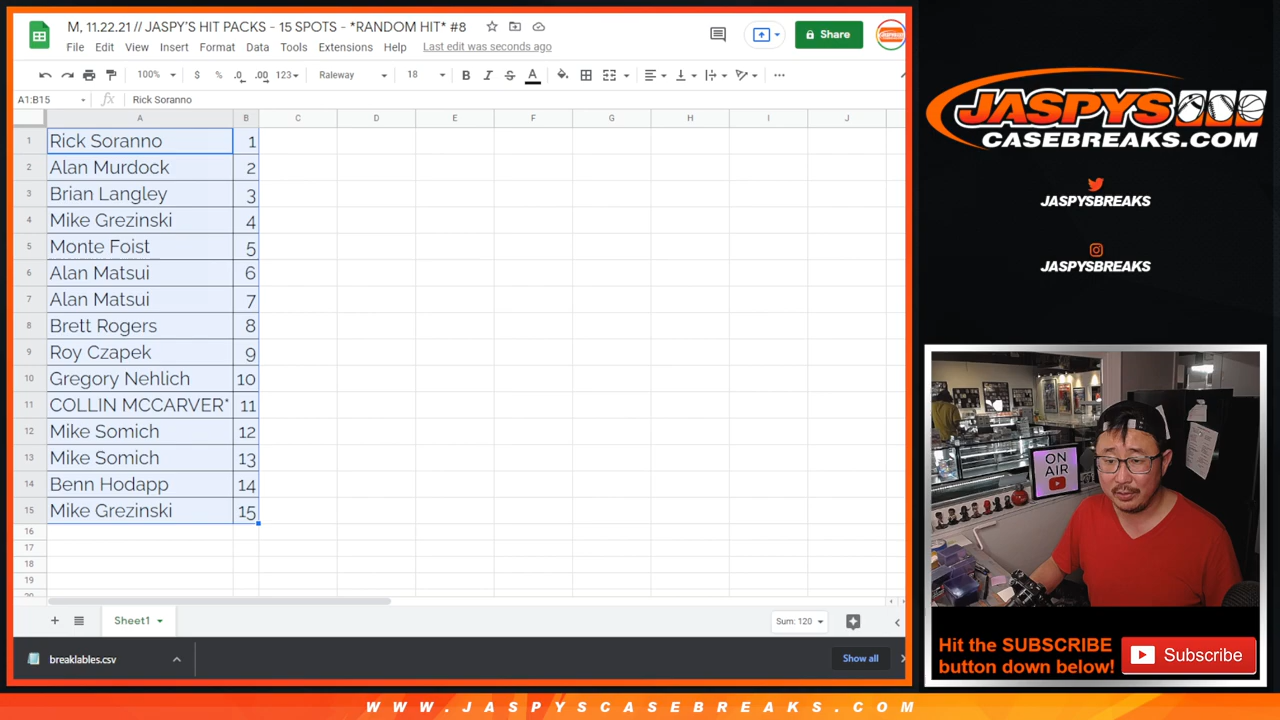 M, 11.22.21 // JASPY'S HIT PACKS - 15 SPOTS - *RANDOM HIT* #8
File Edit View Insert Format Data Tools Extensions Help Last edit was seconds ago
Share
100% $ % .0 .00 123 Raleway 18 B I S A
A1:B15 fx Rick Soranno
A B C D E F G H I J
1 Rick Soranno 1
2 Alan Murdock 2
3 Brian Langley 3
4 Mike Grezinski 4
5 Monte Foist 5
6 Alan Matsui 6
7 Alan Matsui 7
8 Brett Rogers 8
9 Roy Czapek 9
10 Gregory Nehlich 10
11 COLLIN MCCARVER* 11
12 Mike Somich 12
13 Mike Somich 13
14 Benn Hodapp 14
15 Mike Grezinski 15
16
17
18
19
Sheet1 Sum: 120
breaklables.csv Show all
JASPYS
CASEBREAKS.COM
JASPYSBREAKS
JASPYSBREAKS
ON
AIR
Hit the SUBSCRIBE
button down below!
Subscribe
WWW.JASPYSCASEBREAKS.COM